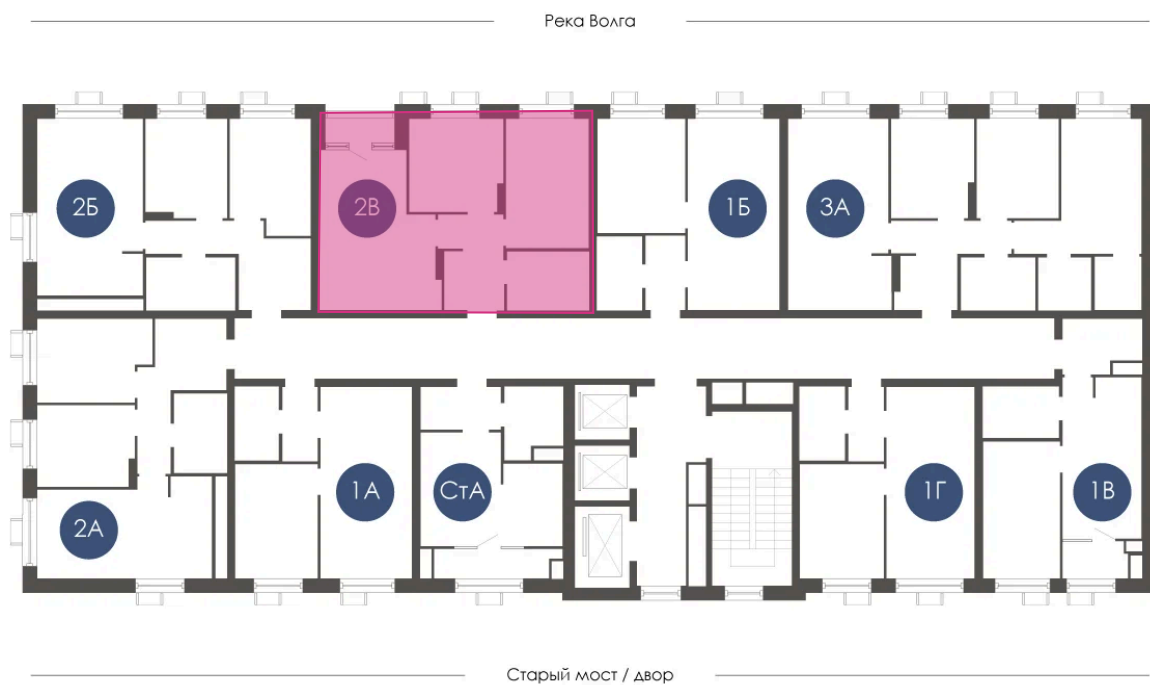 Река Волга
2Б
2В
1Б
3А
2А
1А
СтА
1Г
1В
Старый мост / двор